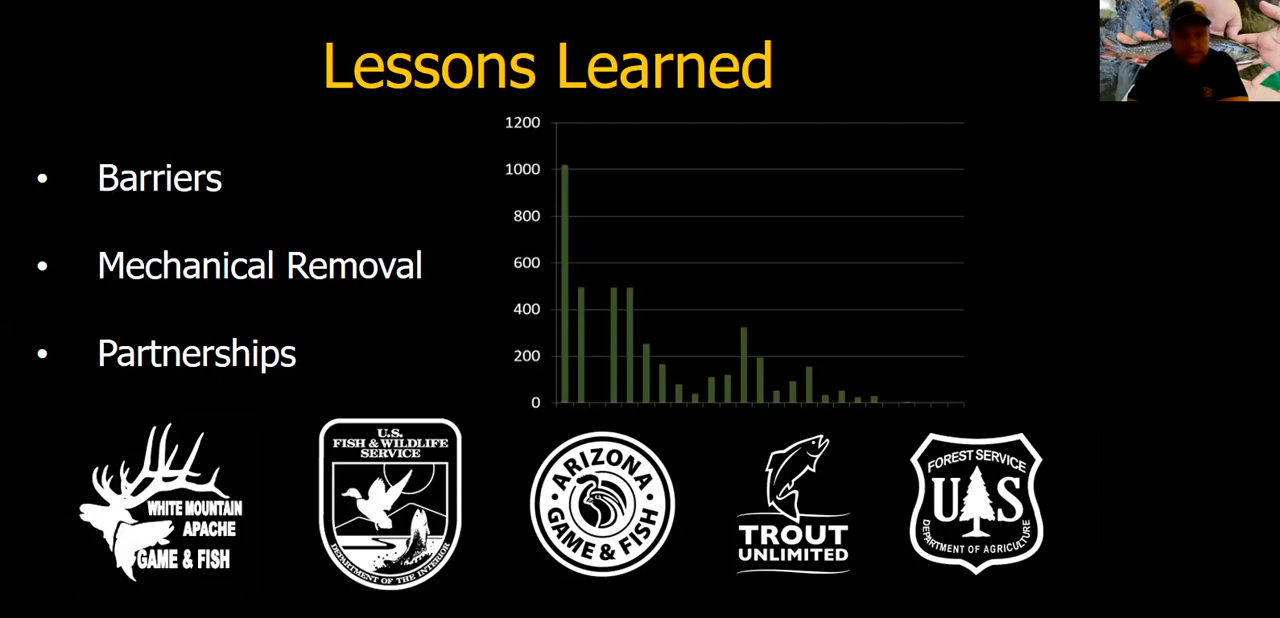 Lessons Learned
• Barriers
• Mechanical Removal
• Partnerships
1200
1000
800
600
400
200
0
WHITE MOUNTAIN
APACHE
GAME & FISH
U.S.
FISH & WILDLIFE
SERVICE
DEPARTMENT OF THE INTERIOR
ARIZONA
GAME & FISH
TROUT
UNLIMITED
FOREST SERVICE
U S
DEPARTMENT OF AGRICULTURE